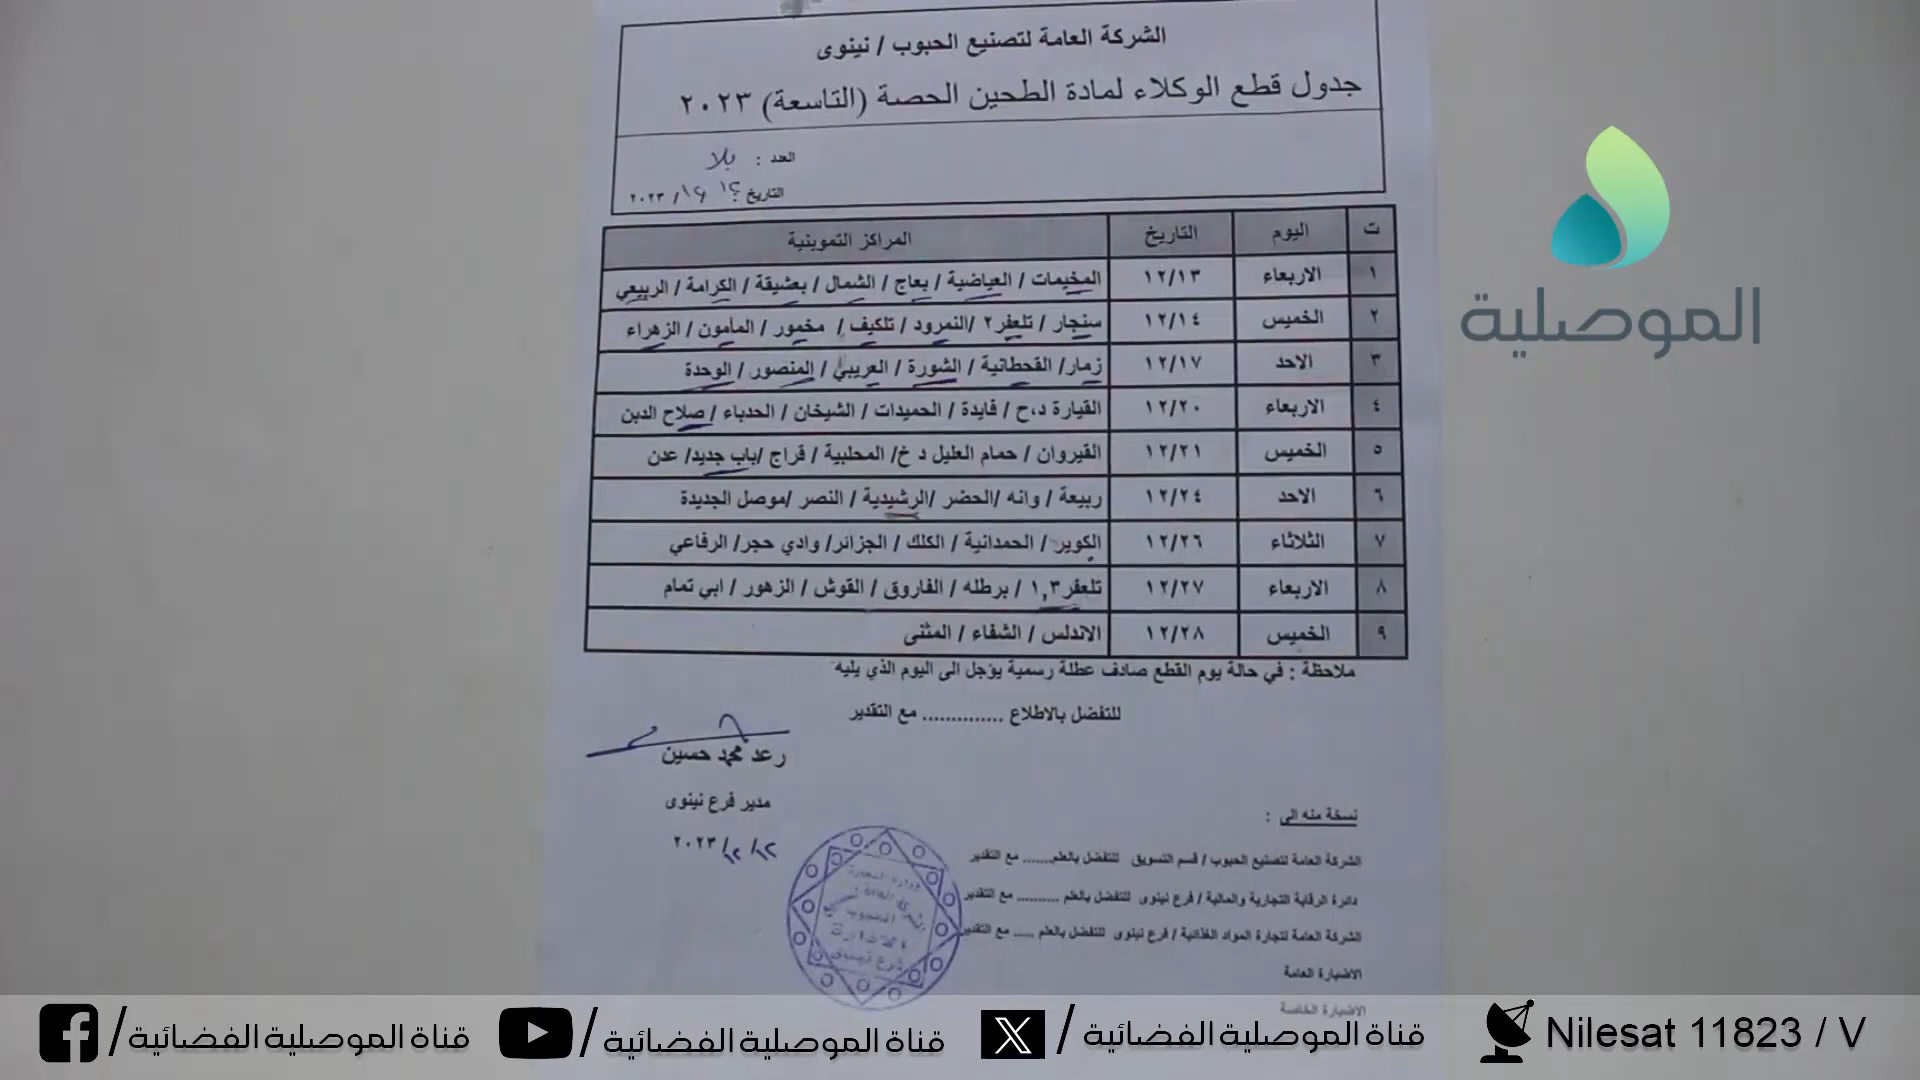 الشركة العامة لتصنيع الحبوب / نينوى
جدول قطع الوكلاء لمادة الطحين الحصة (التاسعة) ٢٠٢٣
العدد : بلا
التاريخ ١٢ / ١٢ / ٢٠٢٣
ت اليوم التاريخ المراكز التموينية
١ الاربعاء ١٢/١٣ المخيمات / العياضية / بعاج / الشمال / بعشيقة / الكرامة / الربيعي
٢ الخميس ١٢/١٤ سنجار / تلعفر٢ /النمرود / تلكيف / مخمور / المأمون / الزهراء
٣ الاحد ١٢/١٧ زمار/ القحطانية / الشورة / العريبي / المنصور / الوحدة
٤ الاربعاء ١٢/٢٠ القيارة د،ح / فايدة / الحميدات / الشيخان / الحدباء / صلاح الدين
٥ الخميس ١٢/٢١ القيروان / حمام العليل د خ/ المحلبية / قراج /باب جديد/ عدن
٦ الاحد ١٢/٢٤ ربيعة / وانه /الحضر /الرشيدية / النصر /موصل الجديدة
٧ الثلاثاء ١٢/٢٦ الكوير/ الحمدانية / الكلك / الجزائر/ وادي حجر/ الرفاعي
٨ الاربعاء ١٢/٢٧ تلعفر١,٣ / برطله / الفاروق / القوش / الزهور / ابي تمام
٩ الخميس ١٢/٢٨ الاندلس / الشفاء / المثنى
ملاحظة : في حالة يوم القطع صادف عطلة رسمية يؤجل الى اليوم الذي يليه
للتفضل بالاطلاع .............. مع التقدير
رعد محمد حسين
مدير فرع نينوى
١٢/ ١٢/ ٢٠٢٣
نسخة منه الى :
الشركة العامة لتصنيع الحبوب / قسم التسويق للتفضل بالعلم....... مع التقدير
دائرة الرقابة التجارية والمالية / فرع نينوى للتفضل بالعلم .......... مع التقدير
الشركة العامة لتجارة المواد الغذائية / فرع نينوى للتفضل بالعلم ..... مع التقدير
الاضبارة العامة
الاضبارة الخاصة
الموصلية
/قناة الموصلية الفضائية
/قناة الموصلية الفضائية
/قناة الموصلية الفضائية
Nilesat 11823 / V